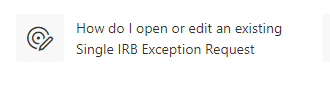 How do I open or edit an existing
Single IRB Exception Request